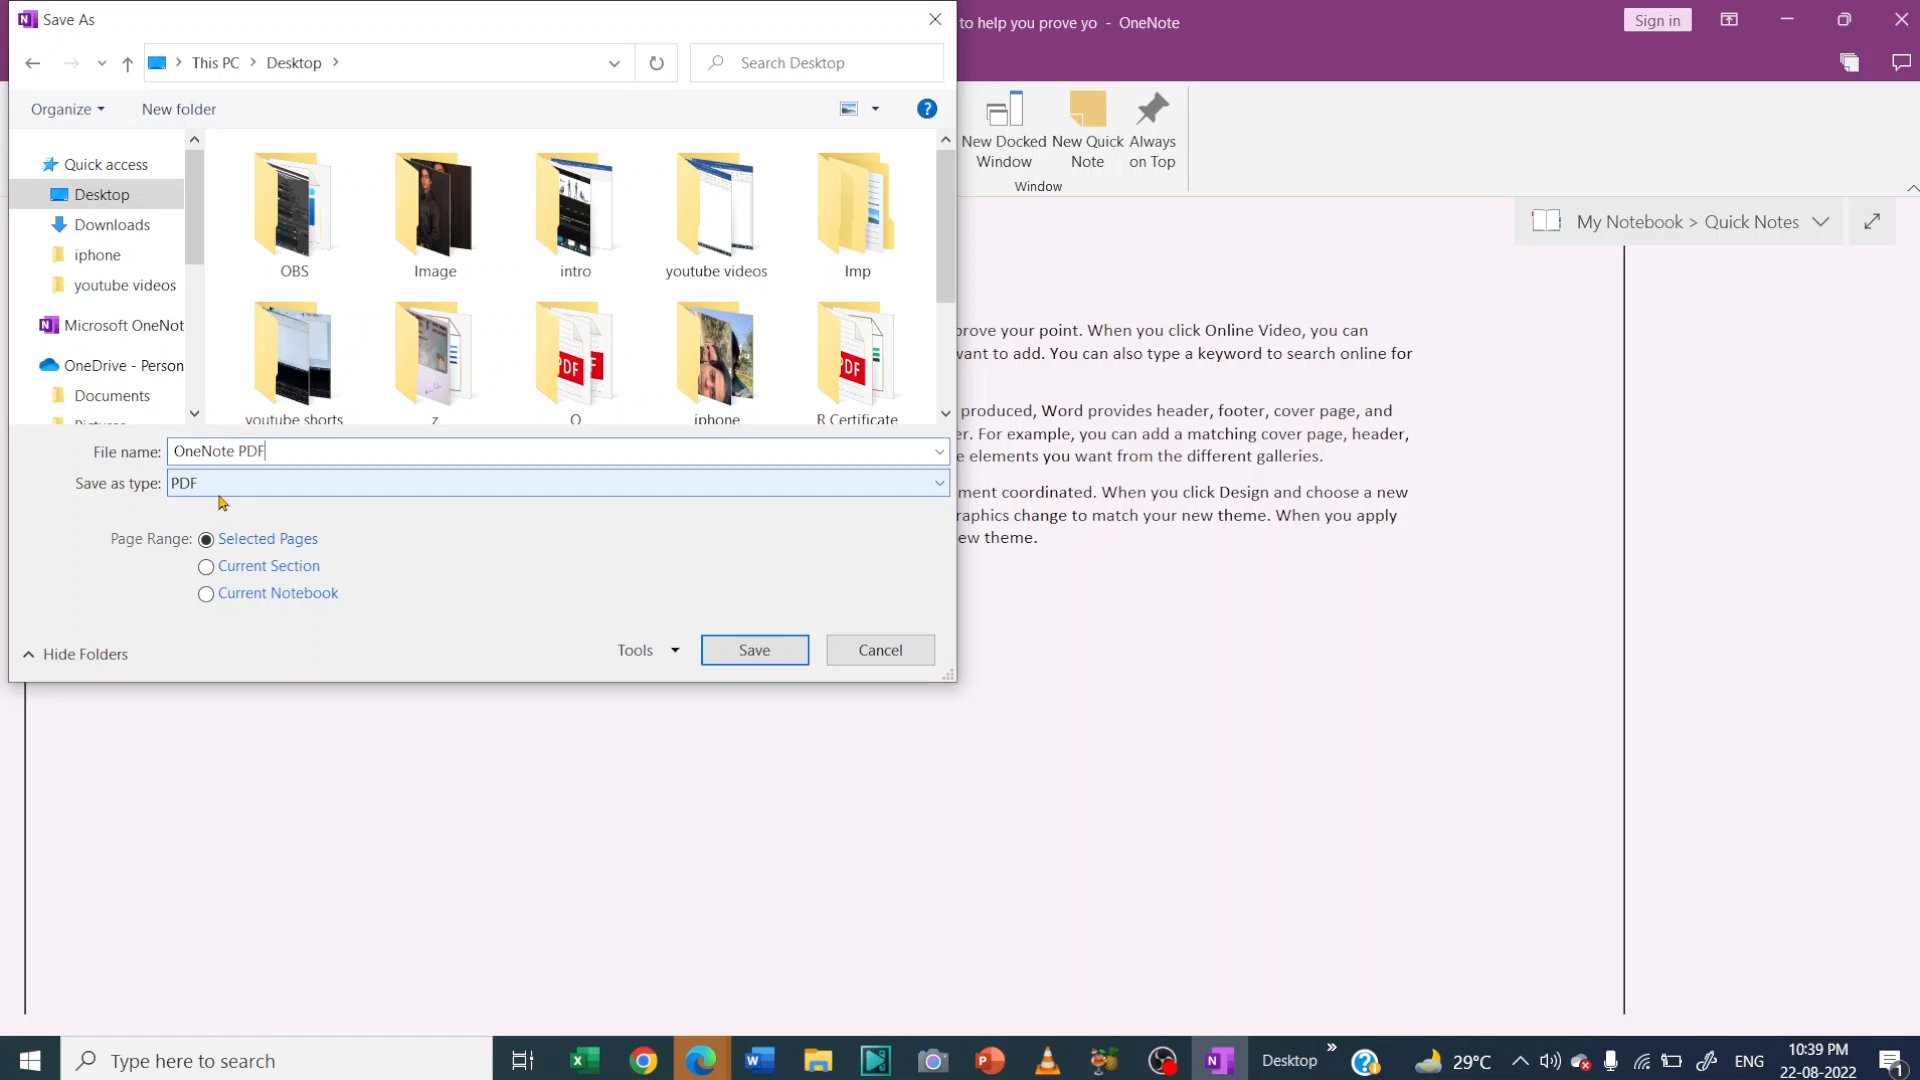 Save As
to help you prove yo - OneNote
Sign in
This PC
Desktop
Search Desktop
Organize
New folder
New Docked Window
New Quick Note
Always on Top
Window
Quick access
Desktop
Downloads
iphone
youtube videos
Microsoft OneNot
OneDrive - Person
Documents
OBS
Image
intro
youtube videos
Imp
youtube shorts
z
O
iphone
R Certificate
My Notebook > Quick Notes
prove your point. When you click Online Video, you can
want to add. You can also type a keyword to search online for
produced, Word provides header, footer, cover page, and
er. For example, you can add a matching cover page, header,
e elements you want from the different galleries.
ment coordinated. When you click Design and choose a new
raphics change to match your new theme. When you apply
ew theme.
File name: OneNote PDF
Save as type: PDF
Page Range: Selected Pages
Current Section
Current Notebook
Hide Folders
Tools
Save
Cancel
Type here to search
Desktop
29°C
ENG
10:39 PM
22-08-2022
1